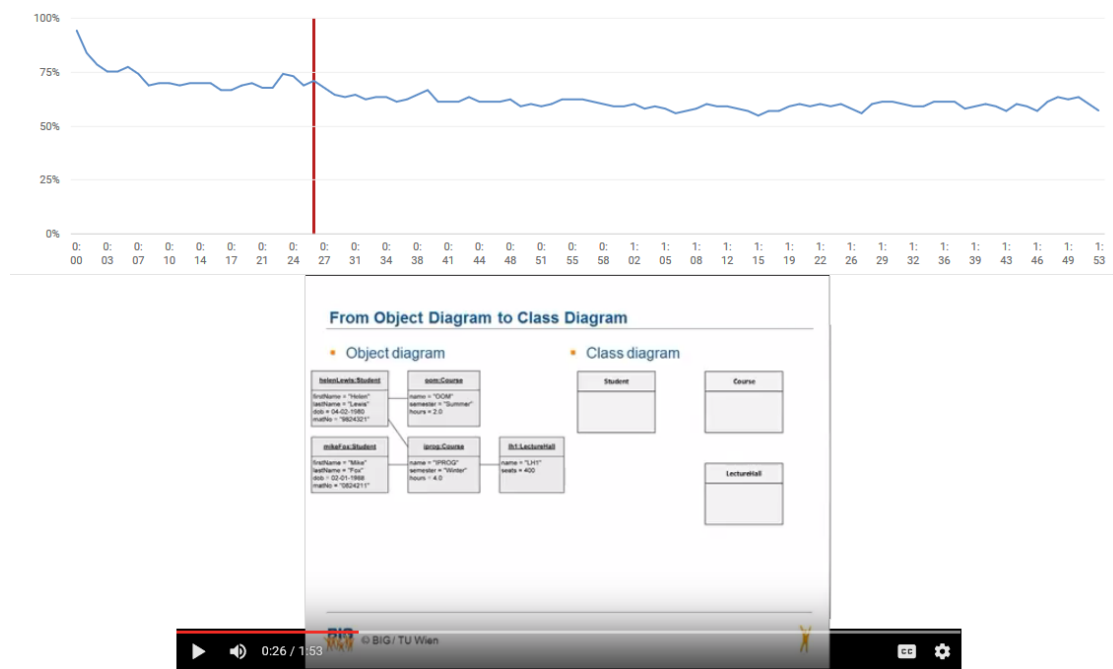 100%
75%
50%
25%
0%
0: 0: 0: 0: 0: 0: 0: 0: 0: 0: 0: 0: 0: 0: 0: 0: 0: 0: 1: 1: 1: 1: 1: 1: 1: 1: 1: 1: 1: 1: 1: 1: 1: 1:
00 03 07 10 14 17 21 24 27 31 34 38 41 44 48 51 55 58 02 05 08 12 15 19 22 26 29 32 36 39 43 46 49 53
From Object Diagram to Class Diagram
Object diagram
helenLewis:Student
firstName = "Helen"
lastName = "Lewis"
dob = 04-02-1980
matNo = "9824321"
oom:Course
name = "OOM"
semester = "Summer"
hours = 2.0
mikeFox:Student
firstName = "Mike"
lastName = "Fox"
dob = 02-01-1988
matNo = "0824211"
iprog:Course
name = "IPROG"
semester = "Winter"
hours = 4.0
lh1:LectureHall
name = "LH1"
seats = 400
Class diagram
Student
Course
LectureHall
BIG
© BIG / TU Wien
0:26 / 1:53
CC